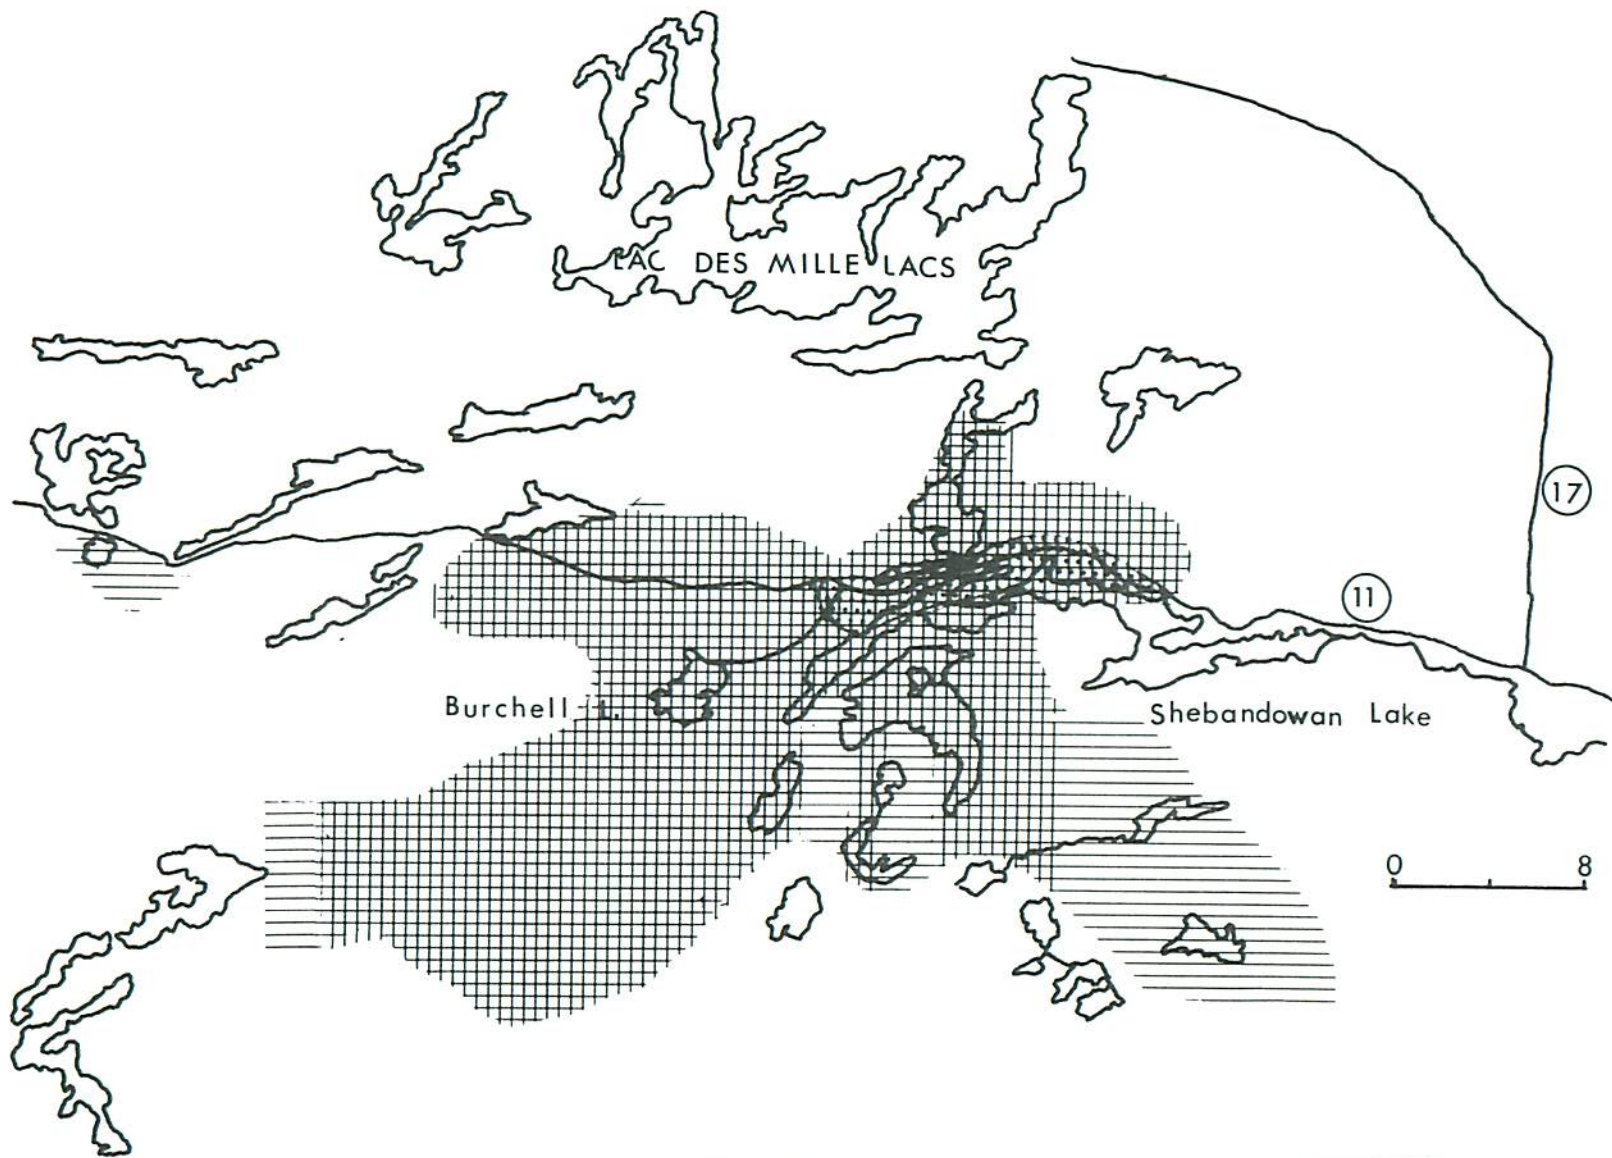 LAC DES MILLE LACS
17
11
Burchell L.
Shebandowan Lake
0 8